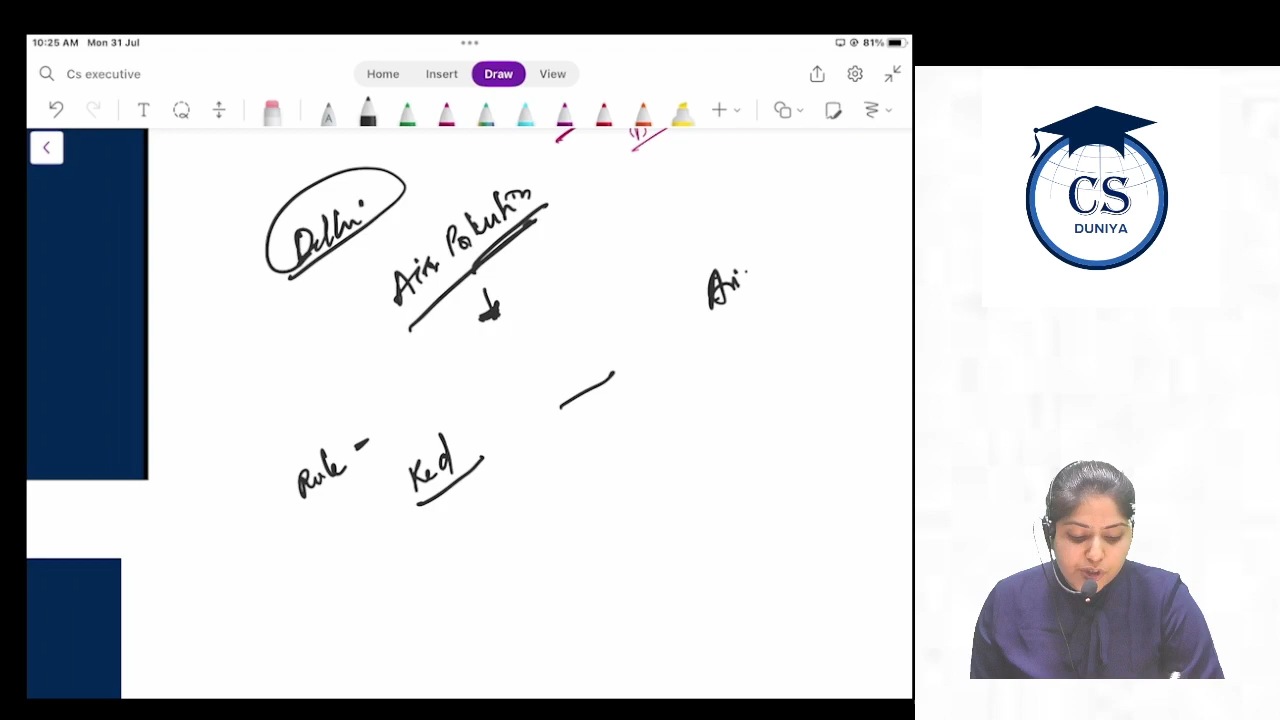 10:25 AM Mon 31 Jul
81%
Cs executive
Home Insert Draw View
A
Delhi
Air Pollution
Ai
Rule - Red
CS
DUNIYA